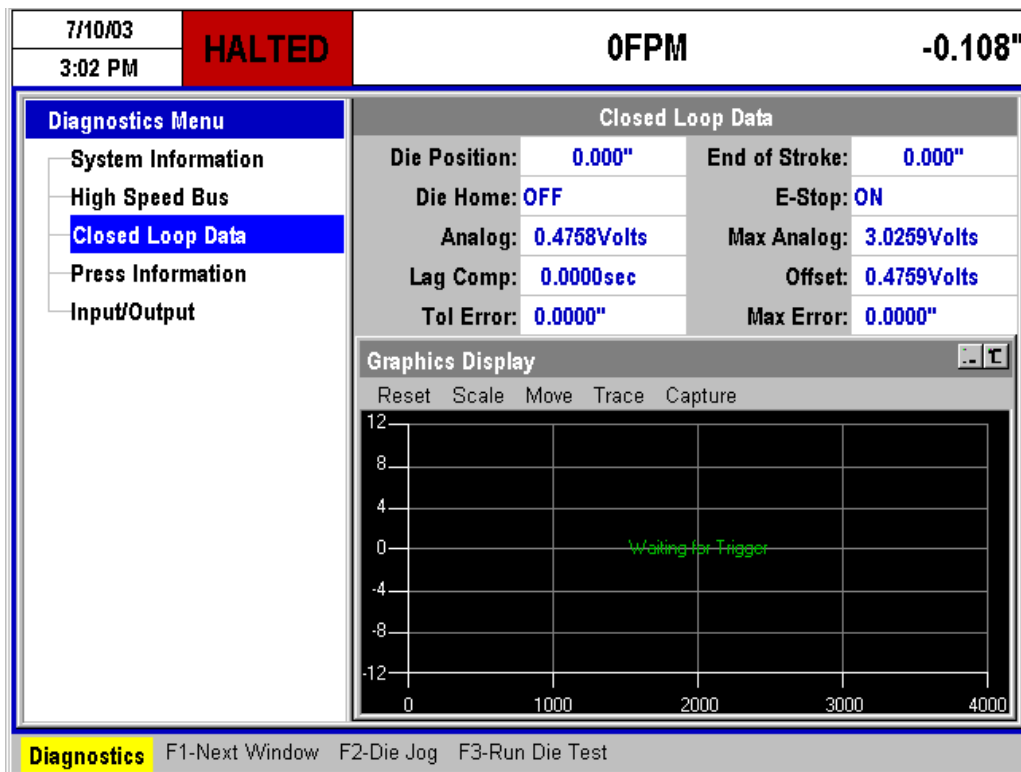 7/10/03
3:02 PM
HALTED
0FPM
-0.108"
Diagnostics Menu
System Information
High Speed Bus
Closed Loop Data
Press Information
Input/Output
Closed Loop Data
Die Position: 0.000" End of Stroke: 0.000"
Die Home: OFF E-Stop: ON
Analog: 0.4758Volts Max Analog: 3.0259Volts
Lag Comp: 0.0000sec Offset: 0.4759Volts
Tol Error: 0.0000" Max Error: 0.0000"
Graphics Display
Reset Scale Move Trace Capture
12
8
4
0
-4
-8
-12
Waiting for Trigger
0 1000 2000 3000 4000
Diagnostics F1-Next Window F2-Die Jog F3-Run Die Test